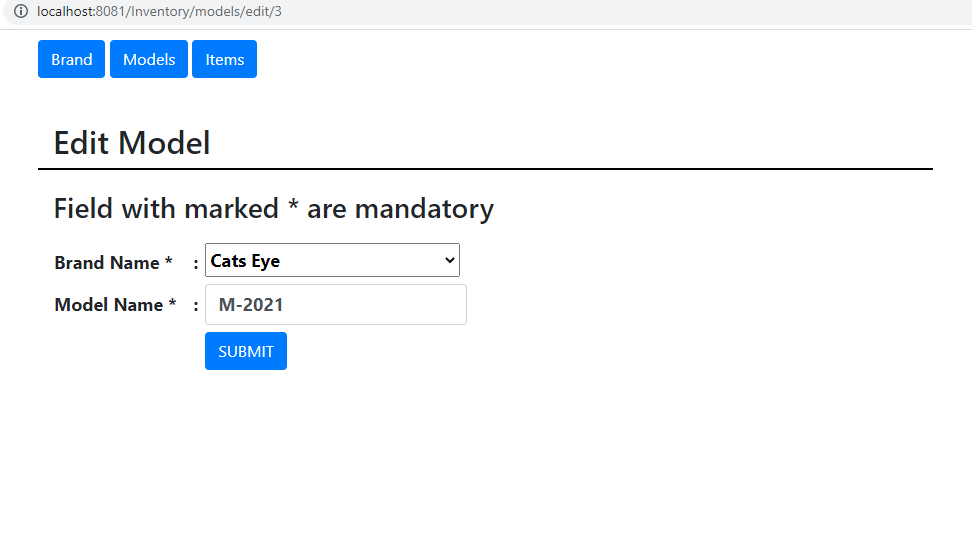 localhost:8081/Inventory/models/edit/3
Brand Models Items
Edit Model
Field with marked * are mandatory
Brand Name * : Cats Eye
Model Name * : M-2021
SUBMIT